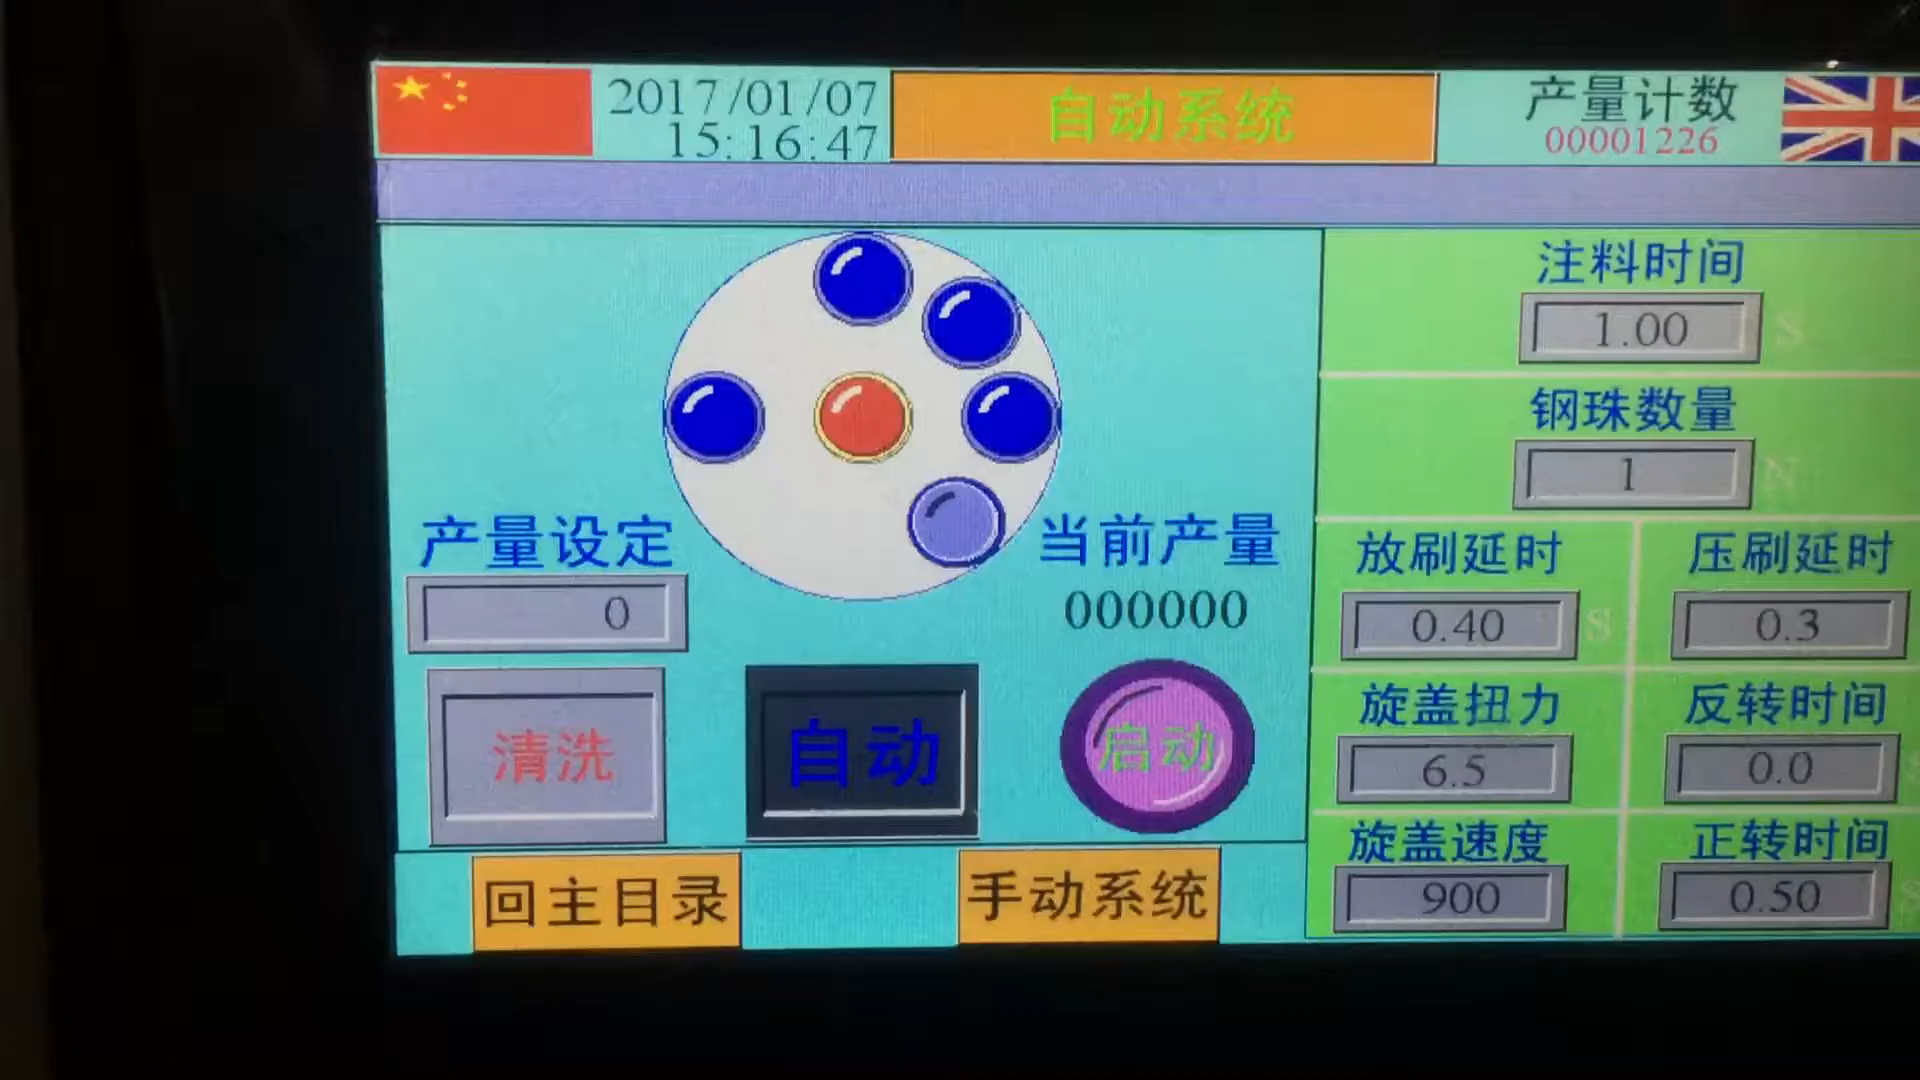 2017/01/07
15:16:47
自动系统
产量计数
00001226
注料时间
1.00 S
钢珠数量
1 N
产量设定
0
当前产量
000000
放刷延时
0.40 S
压刷延时
0.3
旋盖扭力
6.5
反转时间
0.0
旋盖速度
900
正转时间
0.50
清洗
自动
启动
回主目录
手动系统